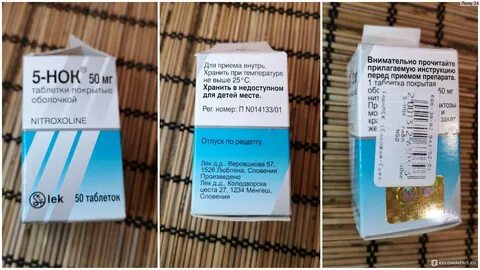 5-НОК® 50 мг
таблетки покрытые
оболочкой
NITROXOLINE
lek
50 таблеток
Для приема внутрь.
Хранить при температуре
не выше 25°С.
Хранить в недоступном
для детей месте.
Рег. номер: П N014133/01
Отпуск по рецепту.
Лек д.д., Веровшкова 57,
1526 Любляна, Словения
Произведено
Лек д.д., Колодворска
цеста 27, 1234 Менгеш,
Словения
Внимательно прочитайте
прилагаемую инструкцию
перед приемом препарата.
1 таблетка покрытая
IRECOMMEND.RU